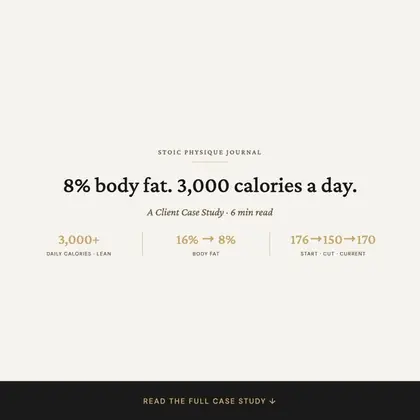 STOIC PHYSIQUE JOURNAL
8% body fat. 3,000 calories a day.
A Client Case Study · 6 min read
3,000+
DAILY CALORIES · LEAN
16% → 8%
BODY FAT
176→150→170
START · CUT · CURRENT
READ THE FULL CASE STUDY ↓